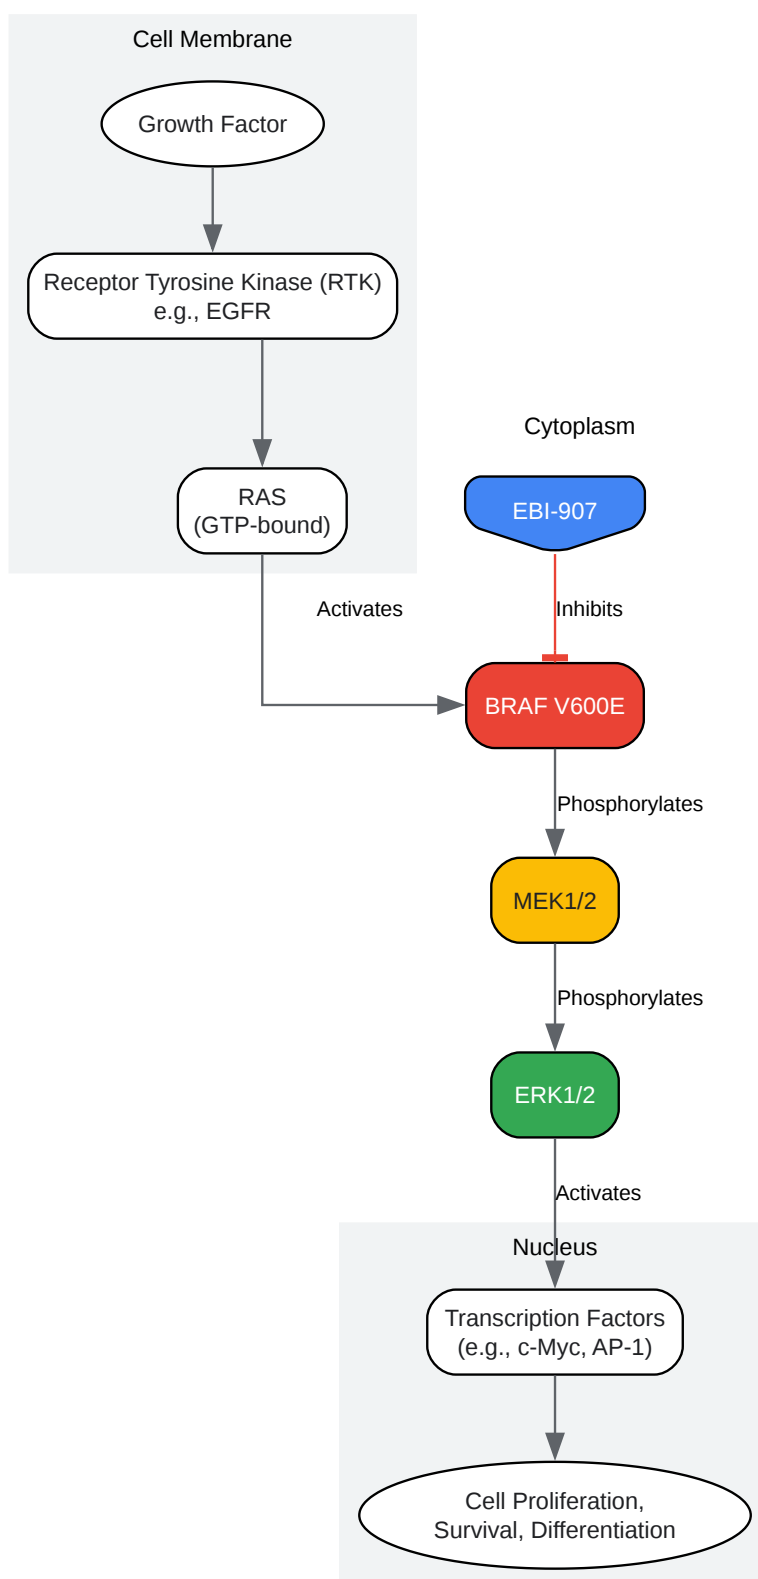 Cell Membrane
Growth Factor
Receptor Tyrosine Kinase (RTK)
e.g., EGFR
Cytoplasm
RAS
(GTP-bound)
EBI-907
Activates
Inhibits
BRAF V600E
Phosphorylates
MEK1/2
Phosphorylates
ERK1/2
Activates
Nucleus
Transcription Factors
(e.g., c-Myc, AP-1)
Cell Proliferation,
Survival, Differentiation